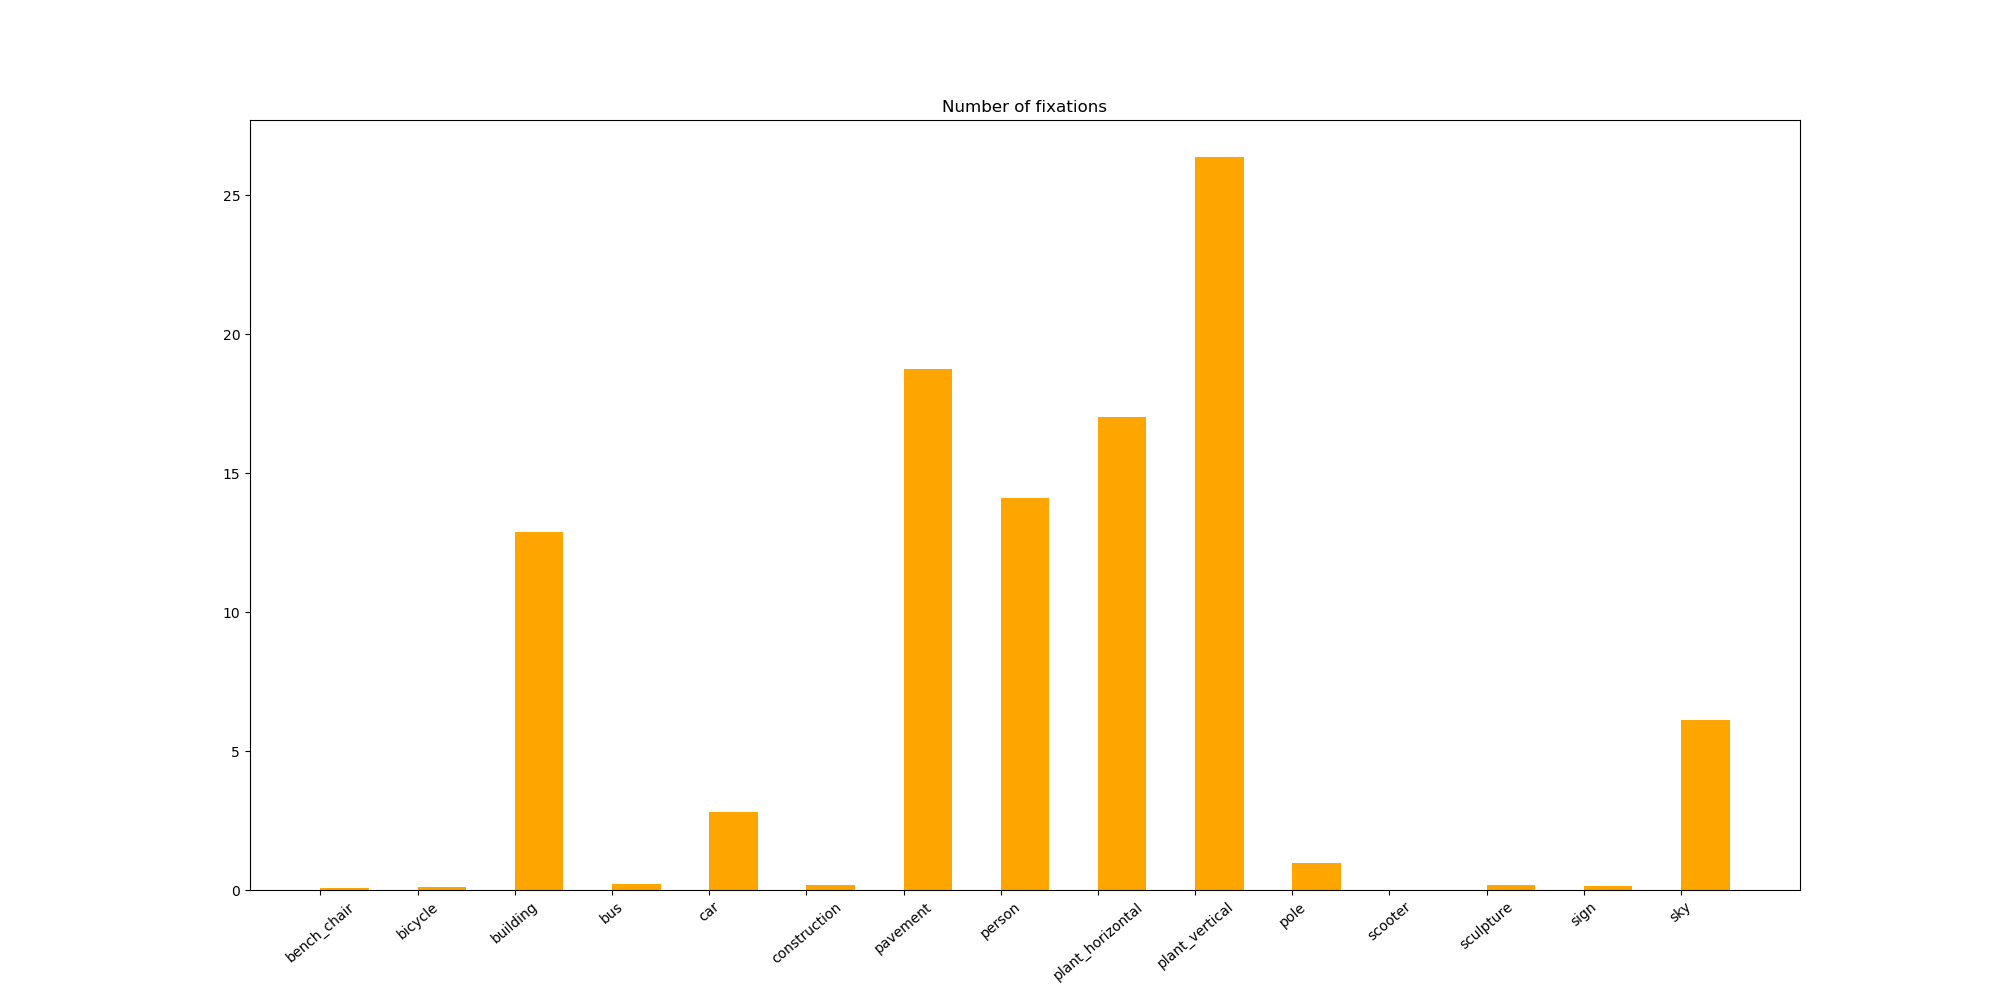 Number of fixations
25
20
15
10
5
0
bench_chair
bicycle
building
bus
car
construction
pavement
person
plant_horizontal
plant_vertical
pole
scooter
sculpture
sign
sky